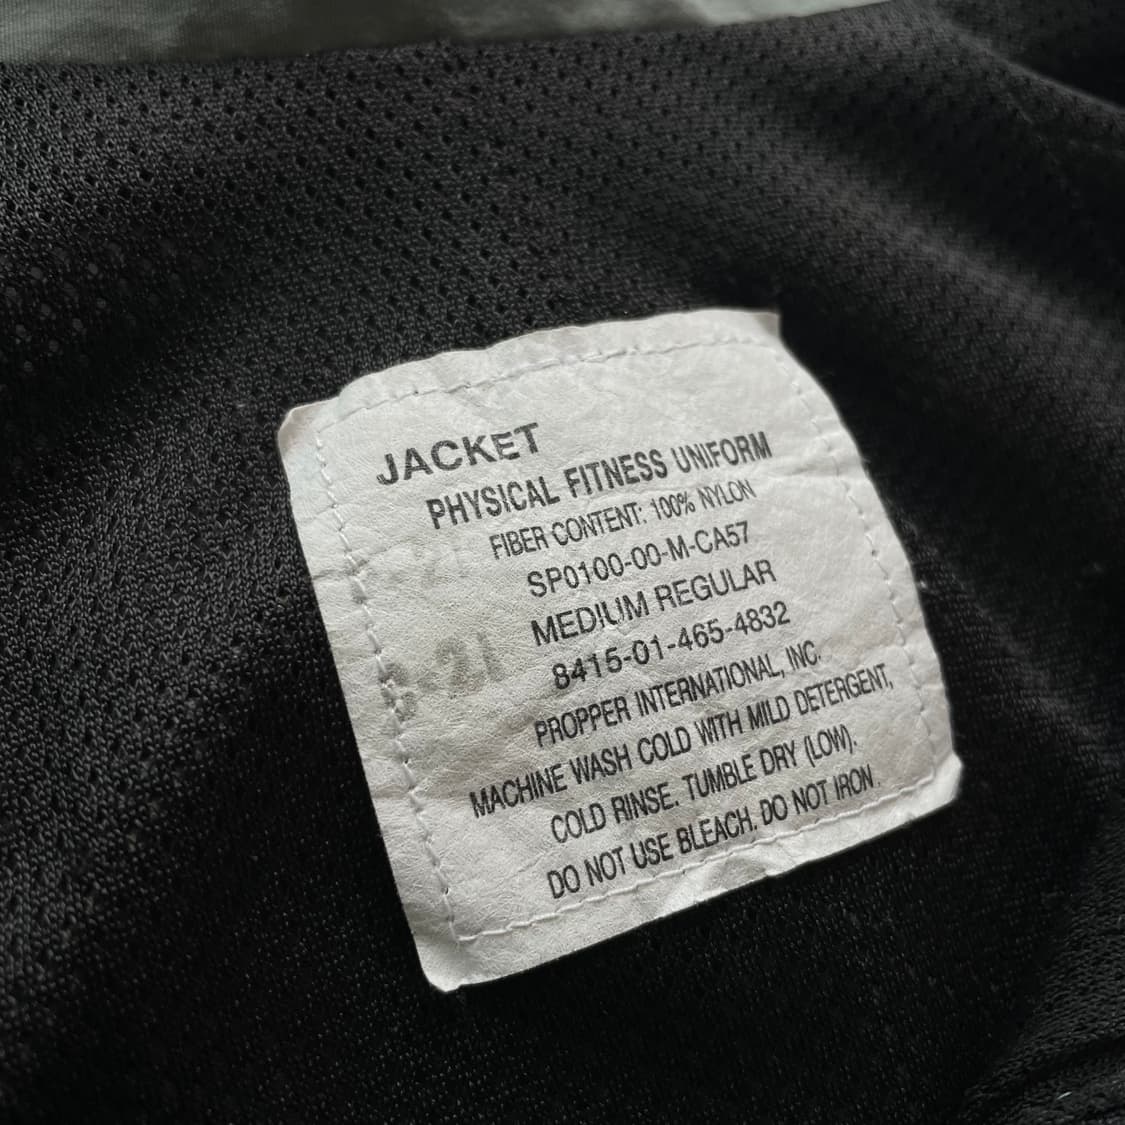 JACKET
PHYSICAL FITNESS UNIFORM
FIBER CONTENT: 100% NYLON
SP0100-00-M-CA57
MEDIUM REGULAR
8415-01-465-4832
PROPPER INTERNATIONAL, INC.
MACHINE WASH COLD WITH MILD DETERGENT,
COLD RINSE. TUMBLE DRY (LOW).
DO NOT USE BLEACH. DO NOT IRON.